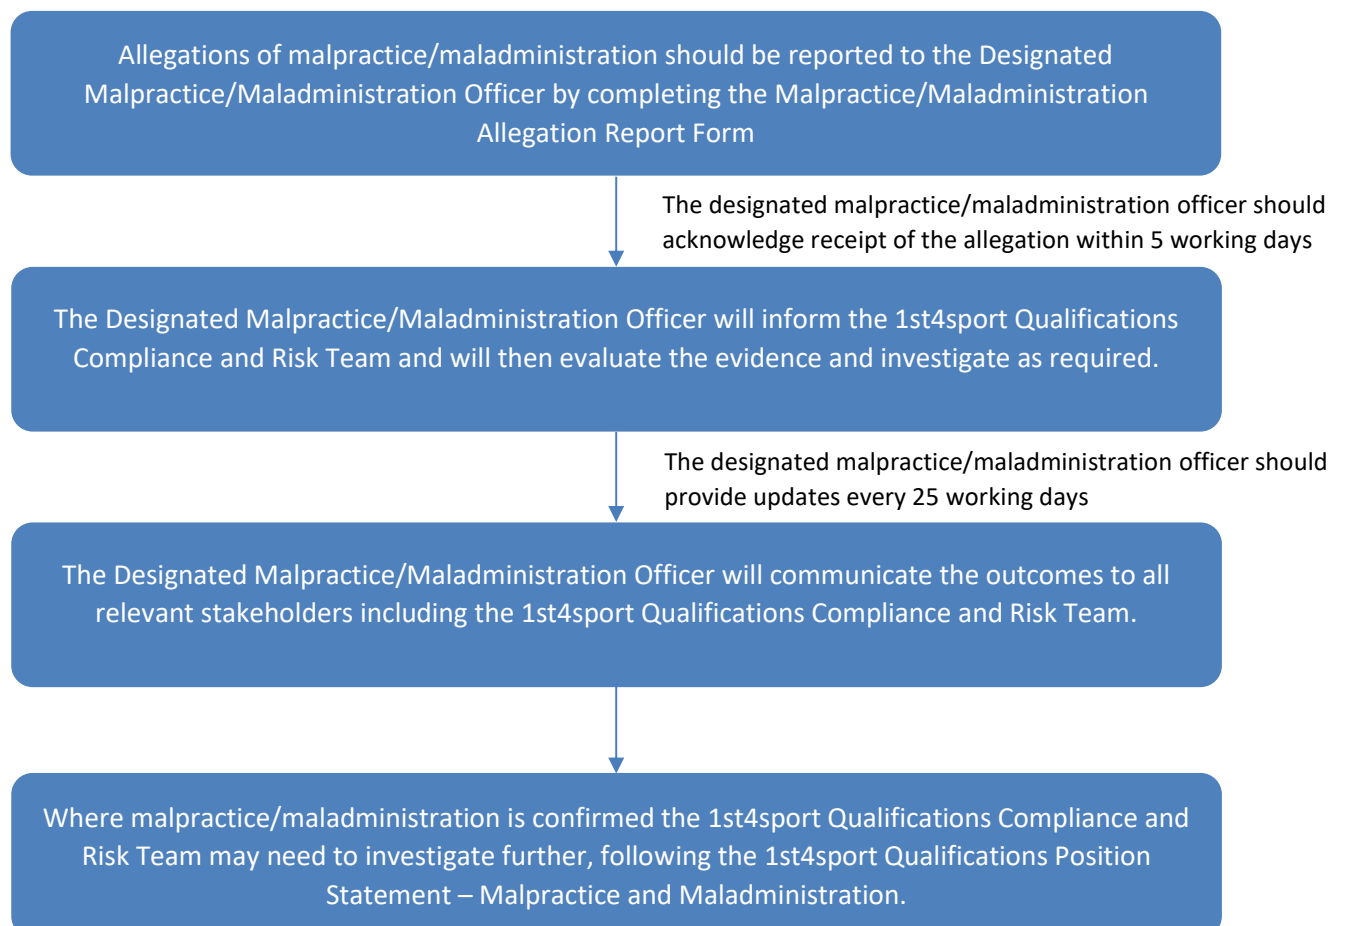 Allegations of malpractice/maladministration should be reported to the Designated
Malpractice/Maladministration Officer by completing the Malpractice/Maladministration
Allegation Report Form
The designated malpractice/maladministration officer should
acknowledge receipt of the allegation within 5 working days
The Designated Malpractice/Maladministration Officer will inform the 1st4sport Qualifications
Compliance and Risk Team and will then evaluate the evidence and investigate as required.
The designated malpractice/maladministration officer should
provide updates every 25 working days
The Designated Malpractice/Maladministration Officer will communicate the outcomes to all
relevant stakeholders including the 1st4sport Qualifications Compliance and Risk Team.
Where malpractice/maladministration is confirmed the 1st4sport Qualifications Compliance and
Risk Team may need to investigate further, following the 1st4sport Qualifications Position
Statement – Malpractice and Maladministration.